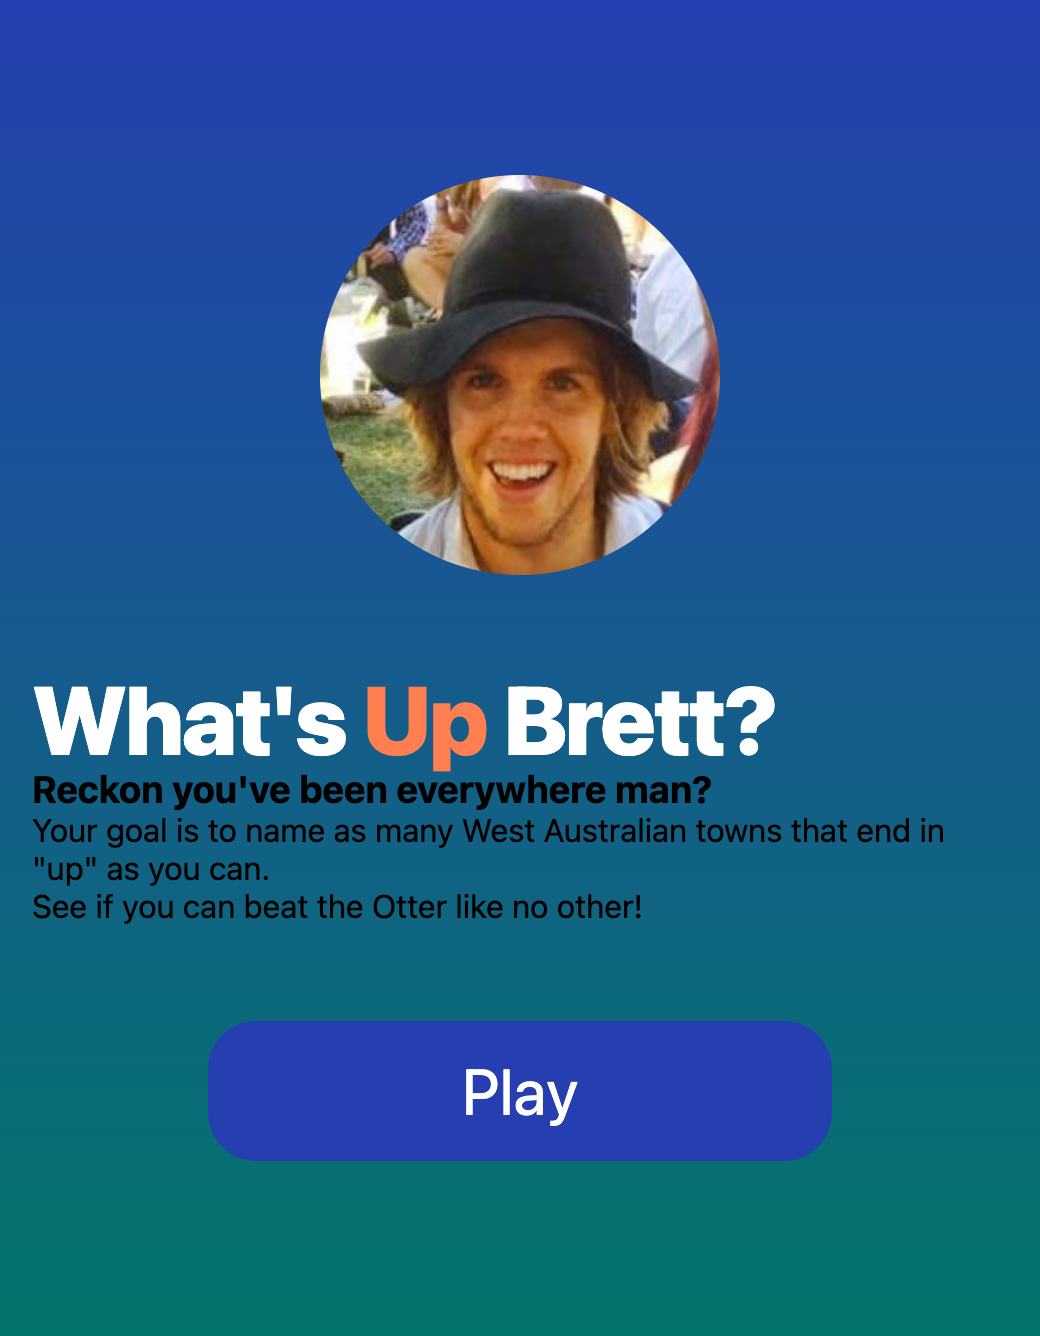 What's Up Brett?
Reckon you've been everywhere man?
Your goal is to name as many West Australian towns that end in
"up" as you can.
See if you can beat the Otter like no other!
Play